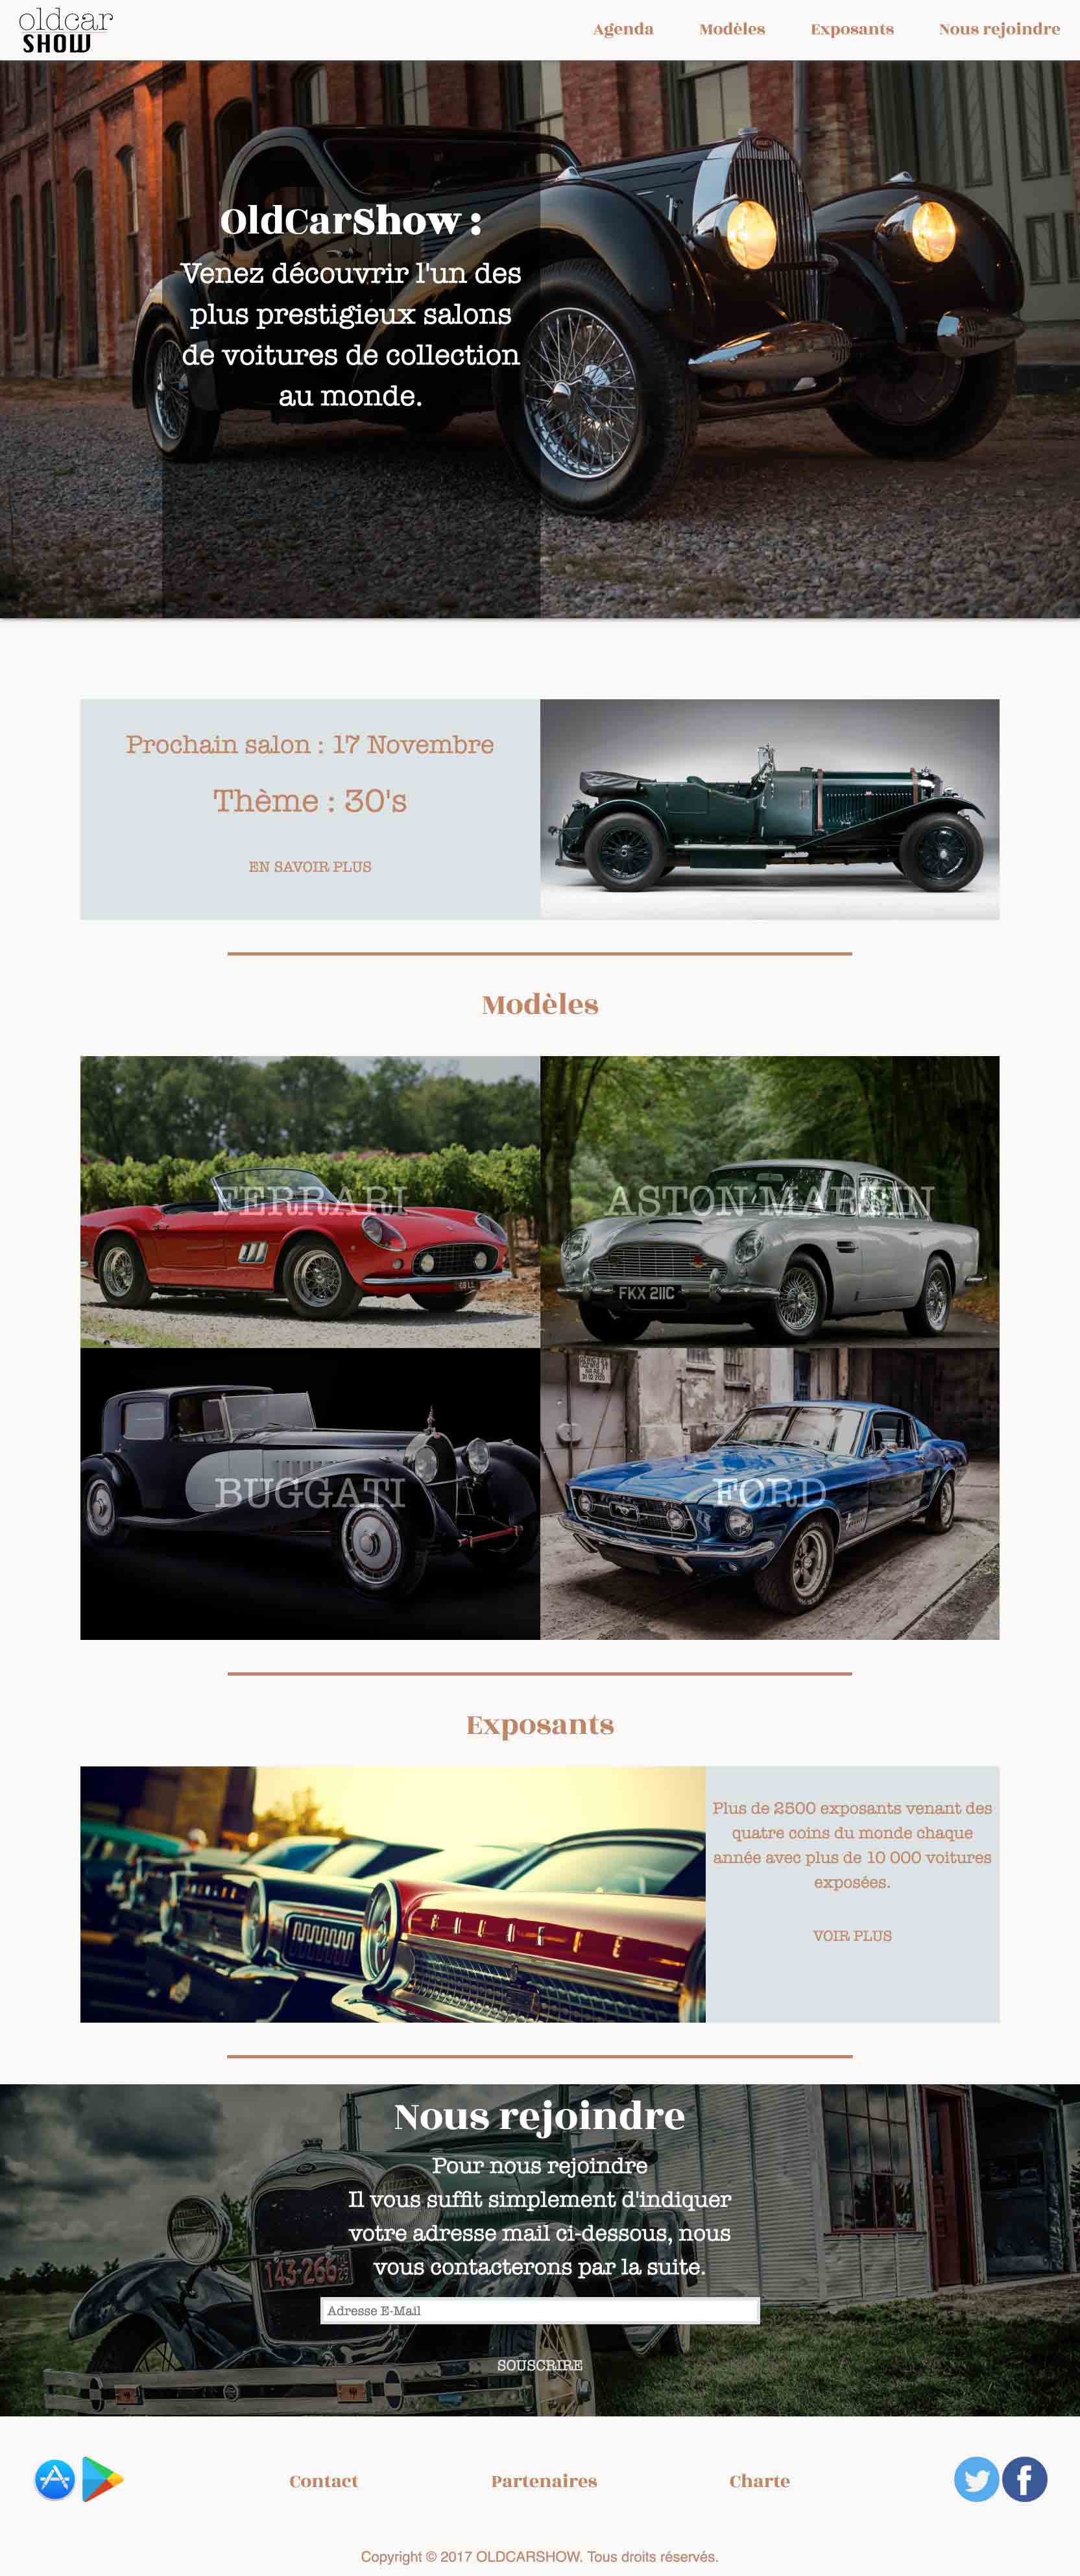 oldcar
SHOW
Agenda Modèles Exposants Nous rejoindre
OldCarShow :
Venez découvrir l'un des
plus prestigieux salons
de voitures de collection
au monde.
Prochain salon : 17 Novembre
Thème : 30's
EN SAVOIR PLUS
Modèles
FERRARI
ASTON MARTIN
FKX 211C
BUGGATI
FORD
Exposants
Plus de 2500 exposants venant des
quatre coins du monde chaque
année avec plus de 10 000 voitures
exposées.
VOIR PLUS
Nous rejoindre
Pour nous rejoindre
Il vous suffit simplement d'indiquer
votre adresse mail ci-dessous, nous
vous contacterons par la suite.
143-266
Adresse E-Mail
SOUSCRIRE
Contact Partenaires Charte
Copyright © 2017 OLDCARSHOW. Tous droits réservés.